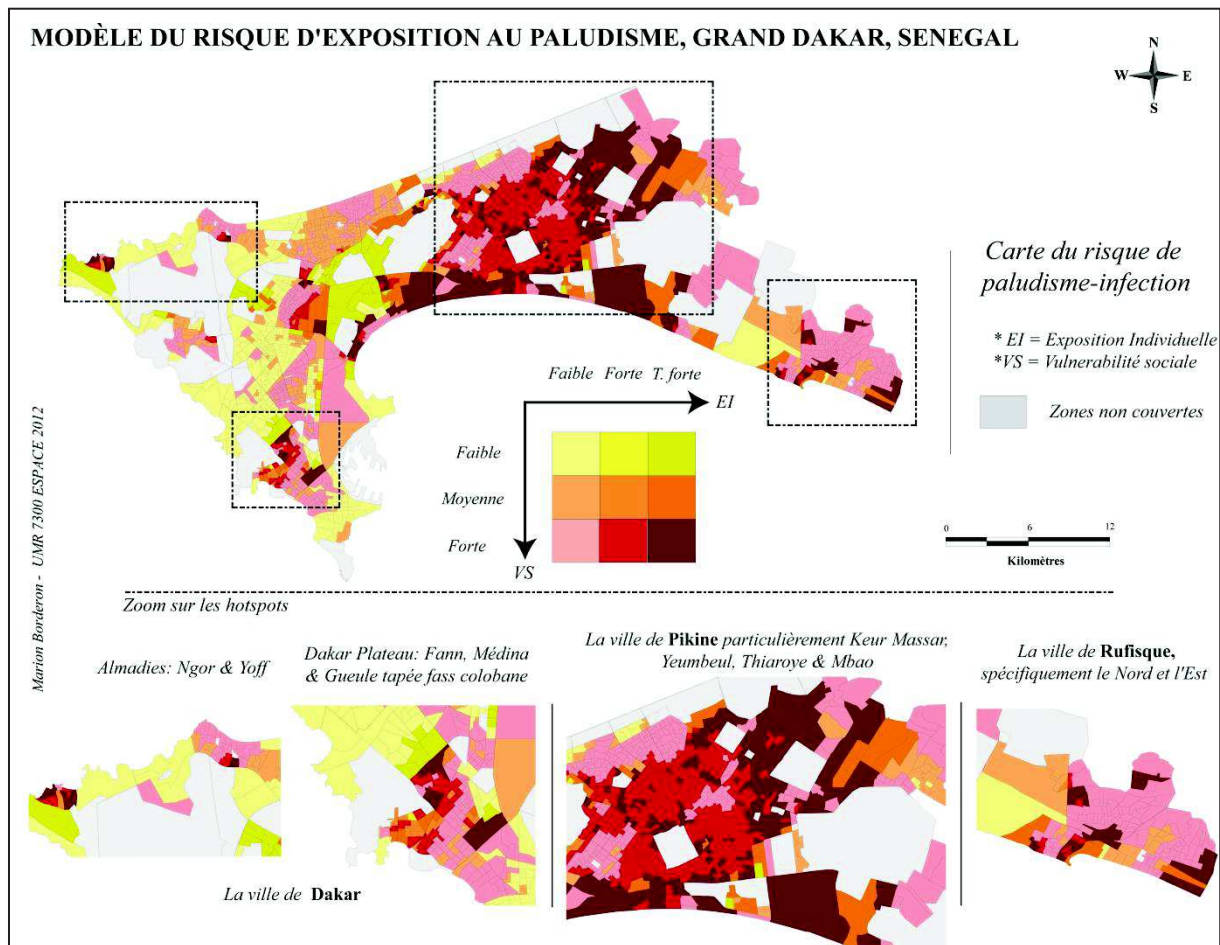 MODÈLE DU RISQUE D'EXPOSITION AU PALUDISME, GRAND DAKAR, SENEGAL
N
W E
S
Carte du risque de
paludisme-infection
* EI = Exposition Individuelle
*VS = Vulnerabilité sociale
Zones non couvertes
Faible Forte T. forte
EI
Faible
Moyenne
Forte
VS
0 6 12
Kilomètres
Marion Borderon - UMR 7300 ESPACE 2012
Zoom sur les hotspots
Almadies: Ngor & Yoff
Dakar Plateau: Fann, Médina
& Gueule tapée fass colobane
La ville de Pikine particulièrement Keur Massar,
Yeumbeul, Thiaroye & Mbao
La ville de Rufisque,
spécifiquement le Nord et l'Est
La ville de Dakar